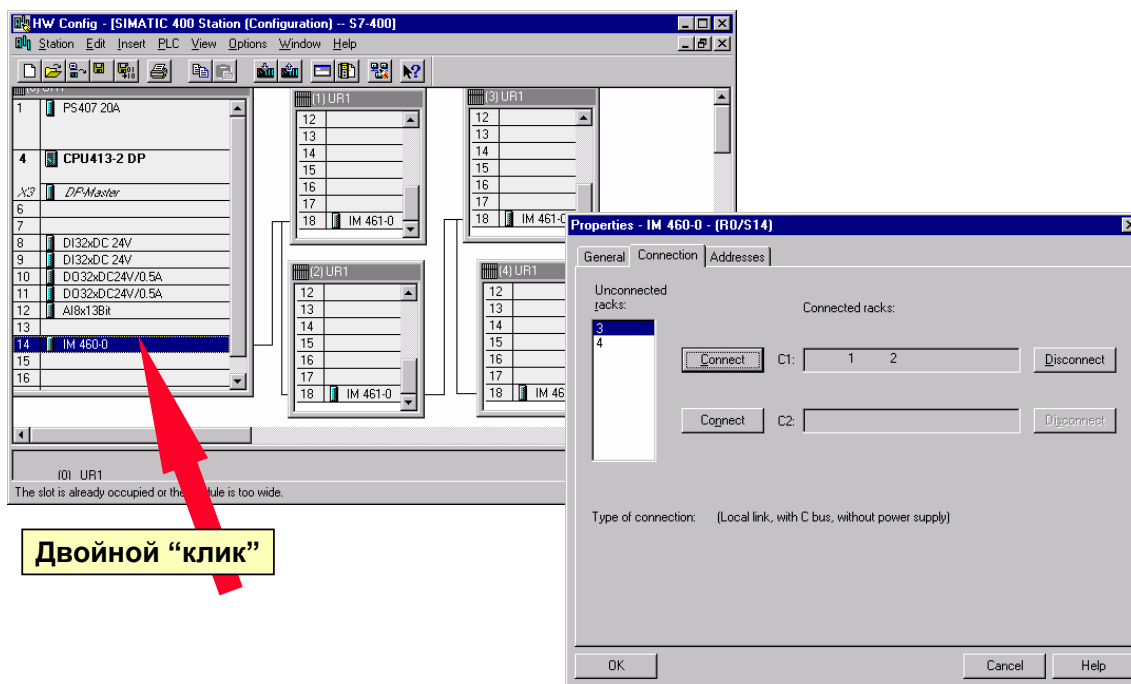 HW Config - [SIMATIC 400 Station (Configuration) -- S7-400]
Station Edit Insert PLC View Options Window Help
1 PS407 20A
4 CPU413-2 DP
X3 DP-Master
6
7
8 DI32xDC 24V
9 DI32xDC 24V
10 DO32xDC24V/0.5A
11 DO32xDC24V/0.5A
12 AI8x13Bit
13
14 IM 460-0
15
16
(1) UR1
12
13
14
15
16
17
18 IM 461-0
(3) UR1
12
13
14
15
16
17
18 IM 461-0
(2) UR1
12
13
14
15
16
17
18 IM 461-0
(4) UR1
12
13
14
15
16
17
18 IM 46
(0) UR1
The slot is already occupied or the module is too wide.
Двойной “клик”
Properties - IM 460-0 - (R0/S14)
General Connection Addresses
Unconnected racks:
Connected racks:
3
4
Connect C1: 1 2 Disconnect
Connect C2: Disconnect
Type of connection: (Local link, with C bus, without power supply)
OK Cancel Help